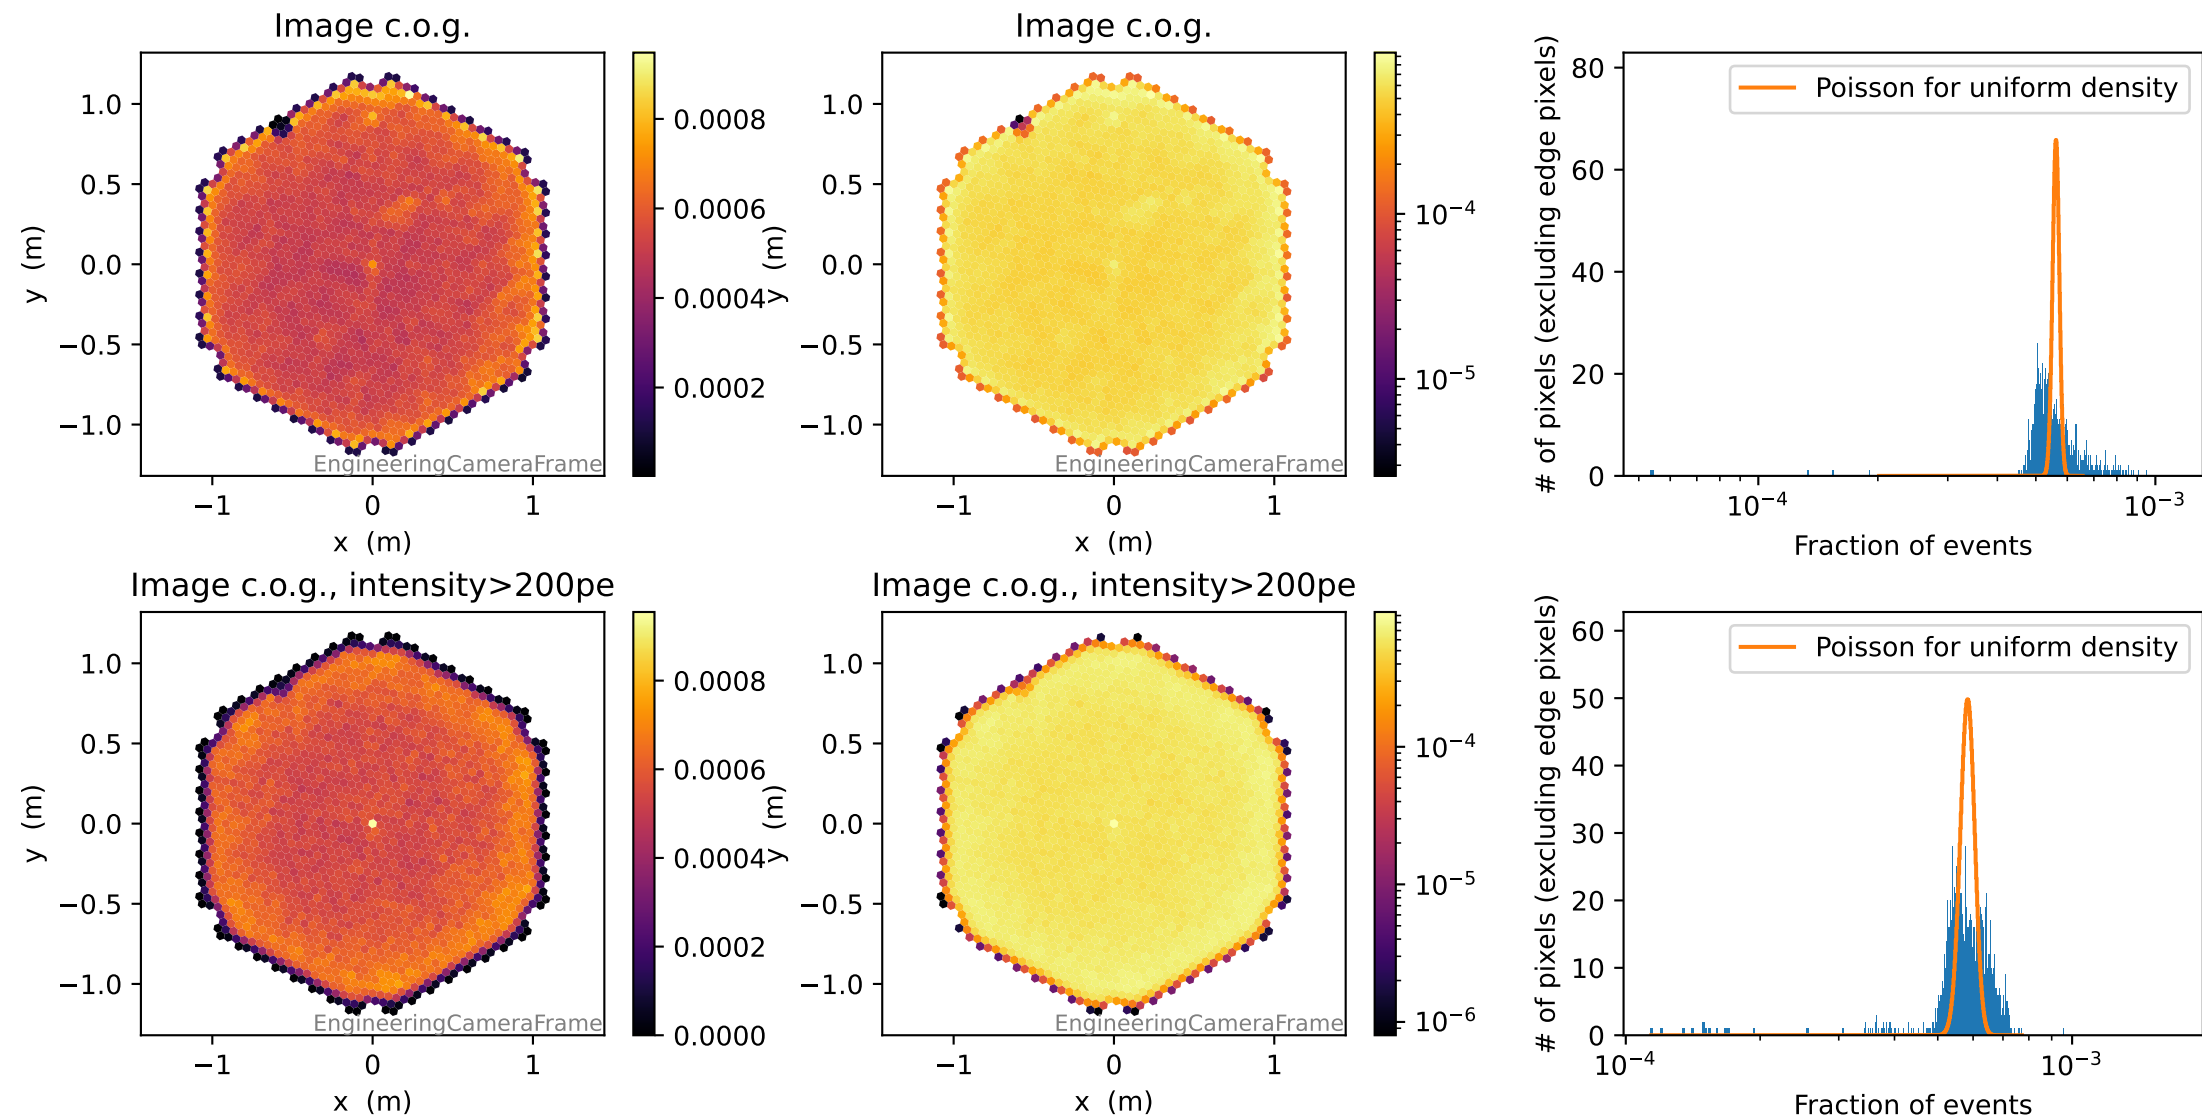 Image c.o.g.
1.0
0.5
0.0
−0.5
−1.0
y (m)
−1
0
1
x (m)
EngineeringCameraFrame
0.0008
0.0006
0.0004
0.0002
Image c.o.g.
1.0
0.5
0.0
−0.5
−1.0
y (m)
−1
0
1
x (m)
EngineeringCameraFrame
10⁻⁴
10⁻⁵
80
60
40
20
0
# of pixels (excluding edge pixels)
Poisson for uniform density
10⁻⁴
10⁻³
Fraction of events
Image c.o.g., intensity>200pe
1.0
0.5
0.0
−0.5
−1.0
y (m)
−1
0
1
x (m)
EngineeringCameraFrame
0.0008
0.0006
0.0004
0.0002
0.0000
Image c.o.g., intensity>200pe
1.0
0.5
0.0
−0.5
−1.0
y (m)
−1
0
1
x (m)
EngineeringCameraFrame
10⁻⁴
10⁻⁵
10⁻⁶
60
50
40
30
20
10
0
# of pixels (excluding edge pixels)
Poisson for uniform density
10⁻⁴
10⁻³
Fraction of events